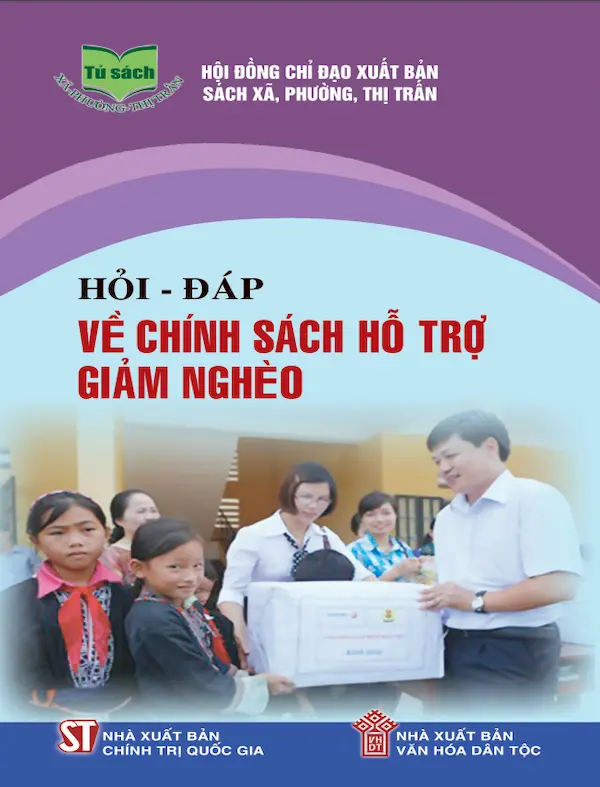 Tủ sách
XÃ-PHƯỜNG-THỊ TRẤN
HỘI ĐỒNG CHỈ ĐẠO XUẤT BẢN
SÁCH XÃ, PHƯỜNG, THỊ TRẤN
HỎI - ĐÁP
VỀ CHÍNH SÁCH HỖ TRỢ
GIẢM NGHÈO
ST
NHÀ XUẤT BẢN
CHÍNH TRỊ QUỐC GIA
VH
DT
NHÀ XUẤT BẢN
VĂN HÓA DÂN TỘC